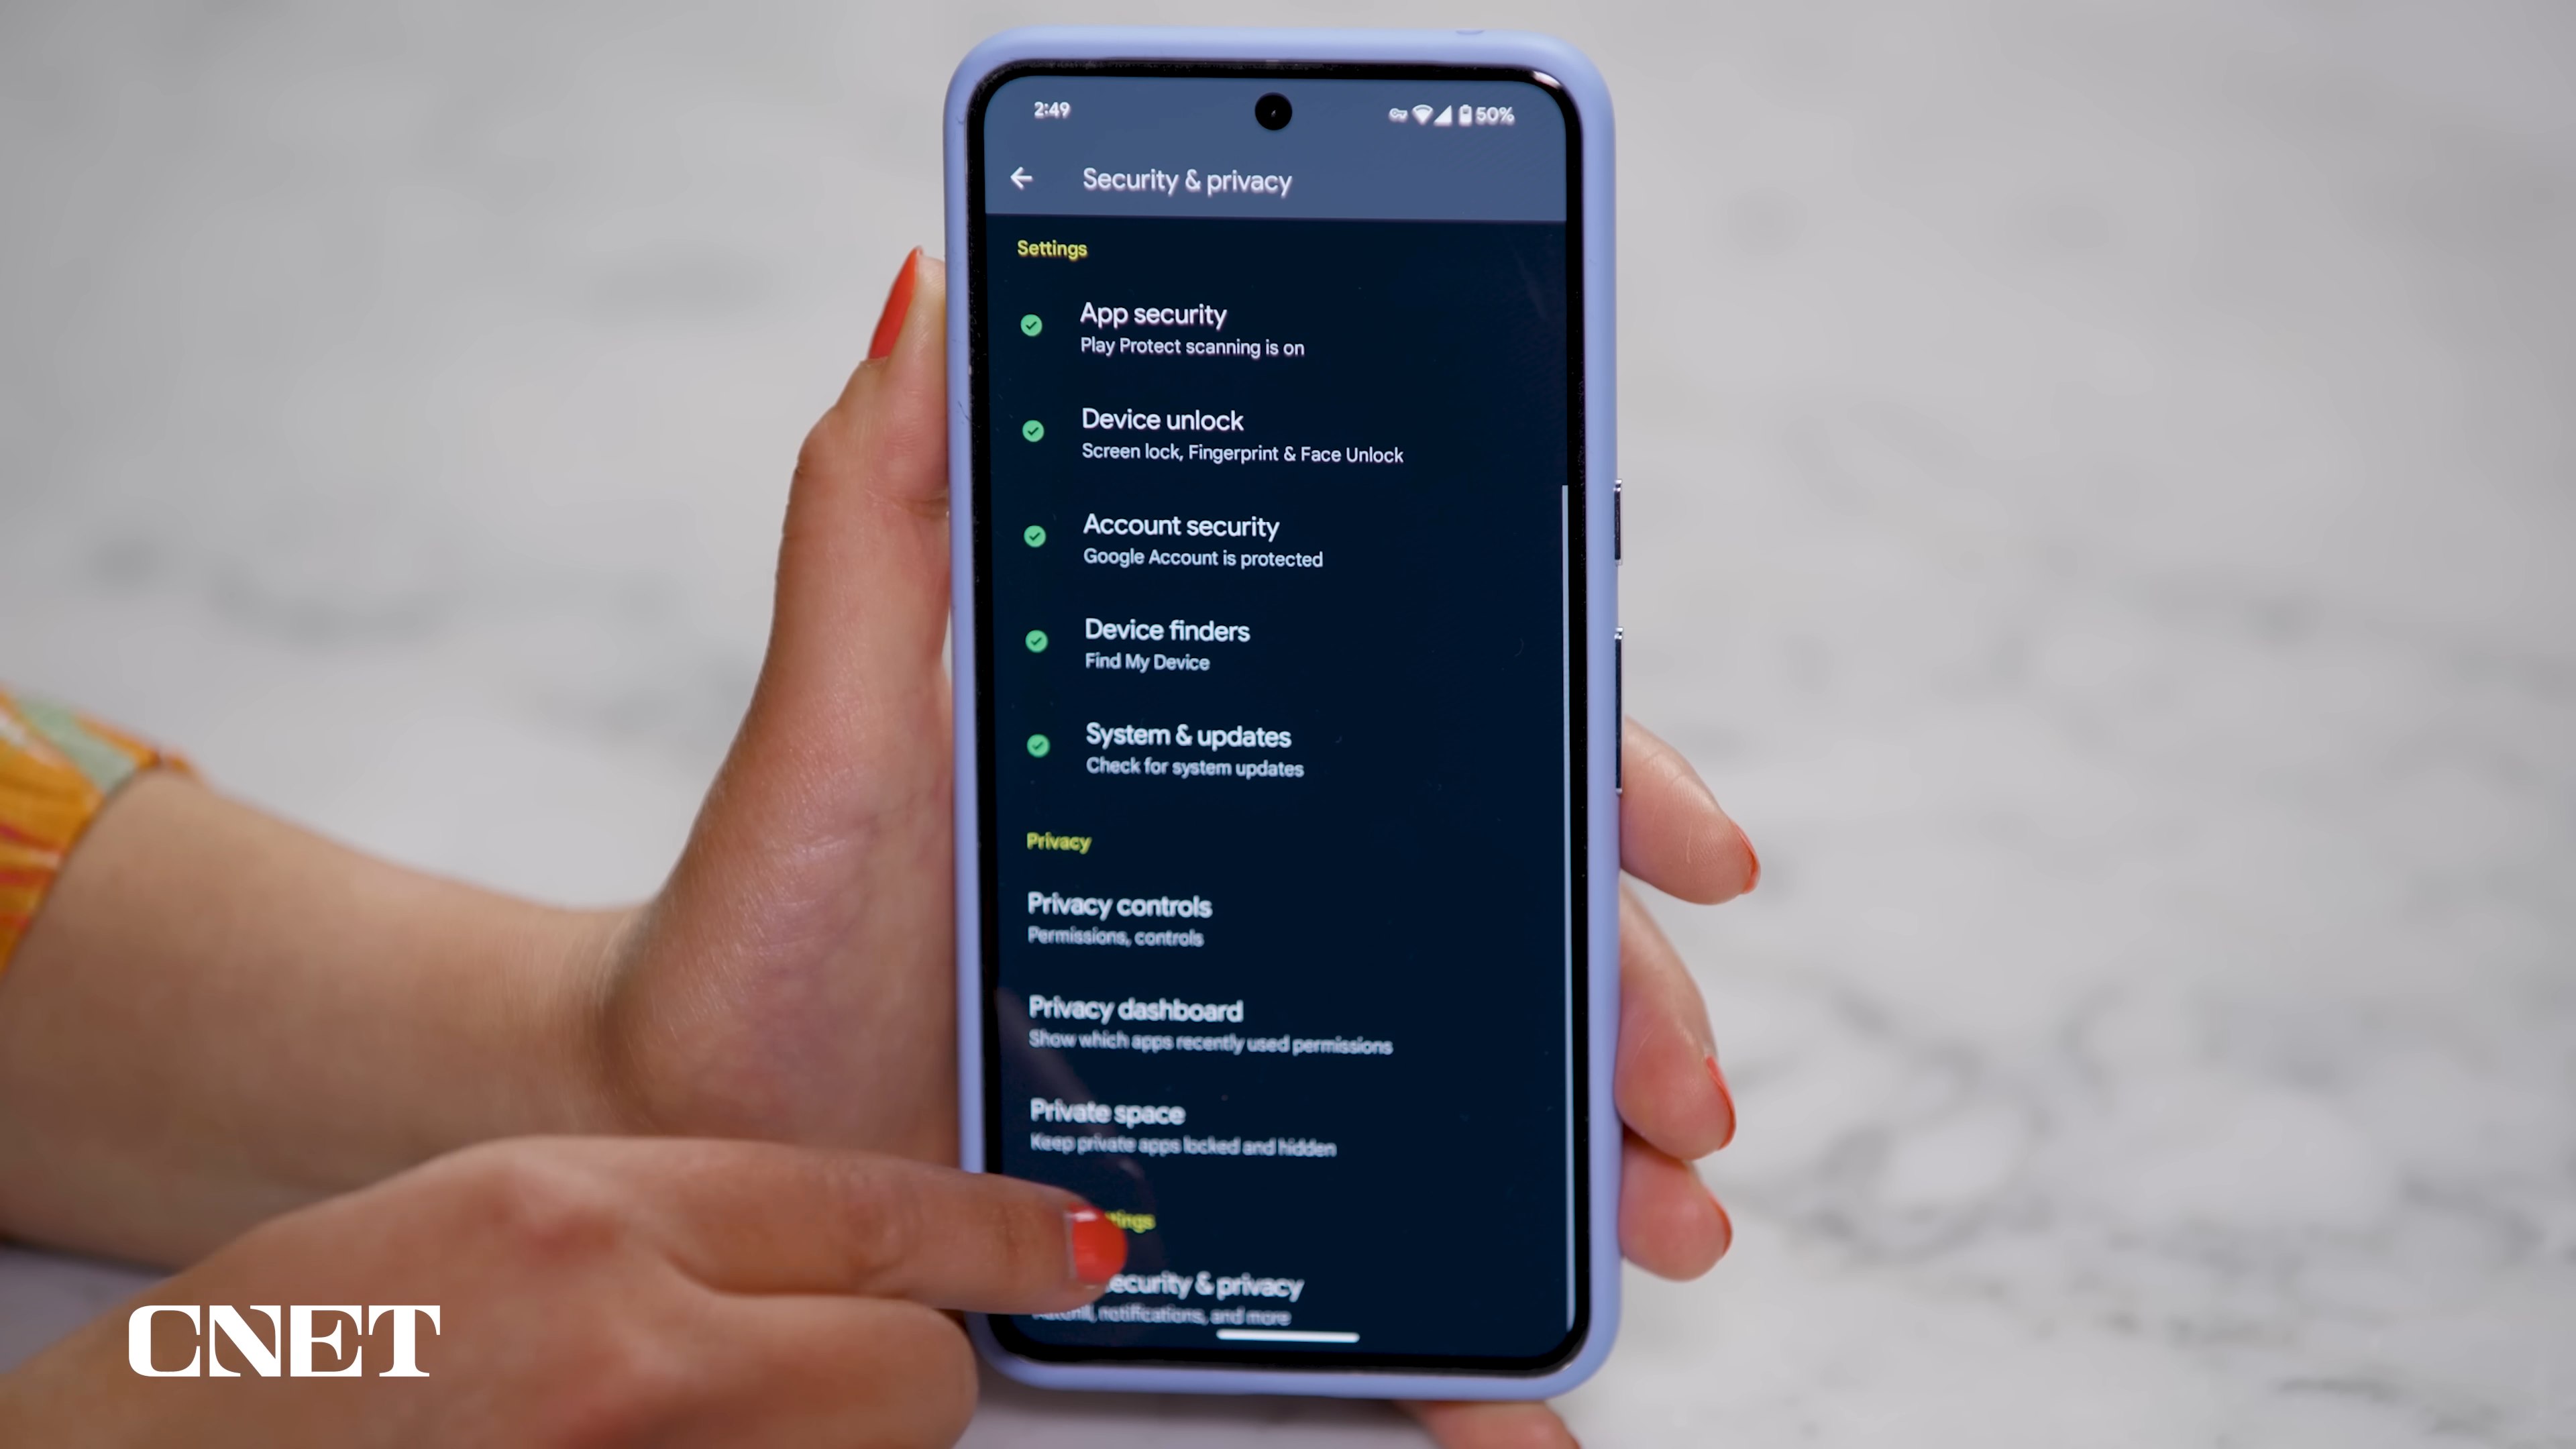 2:49
50%
Security & privacy
Settings
App security
Play Protect scanning is on
Device unlock
Screen lock, Fingerprint & Face Unlock
Account security
Google Account is protected
Device finders
Find My Device
System & updates
Check for system updates
Privacy
Privacy controls
Permissions, controls
Privacy dashboard
Show which apps recently used permissions
Private space
Keep private apps locked and hidden
ecurity & privacy
notifications, and more
CNET